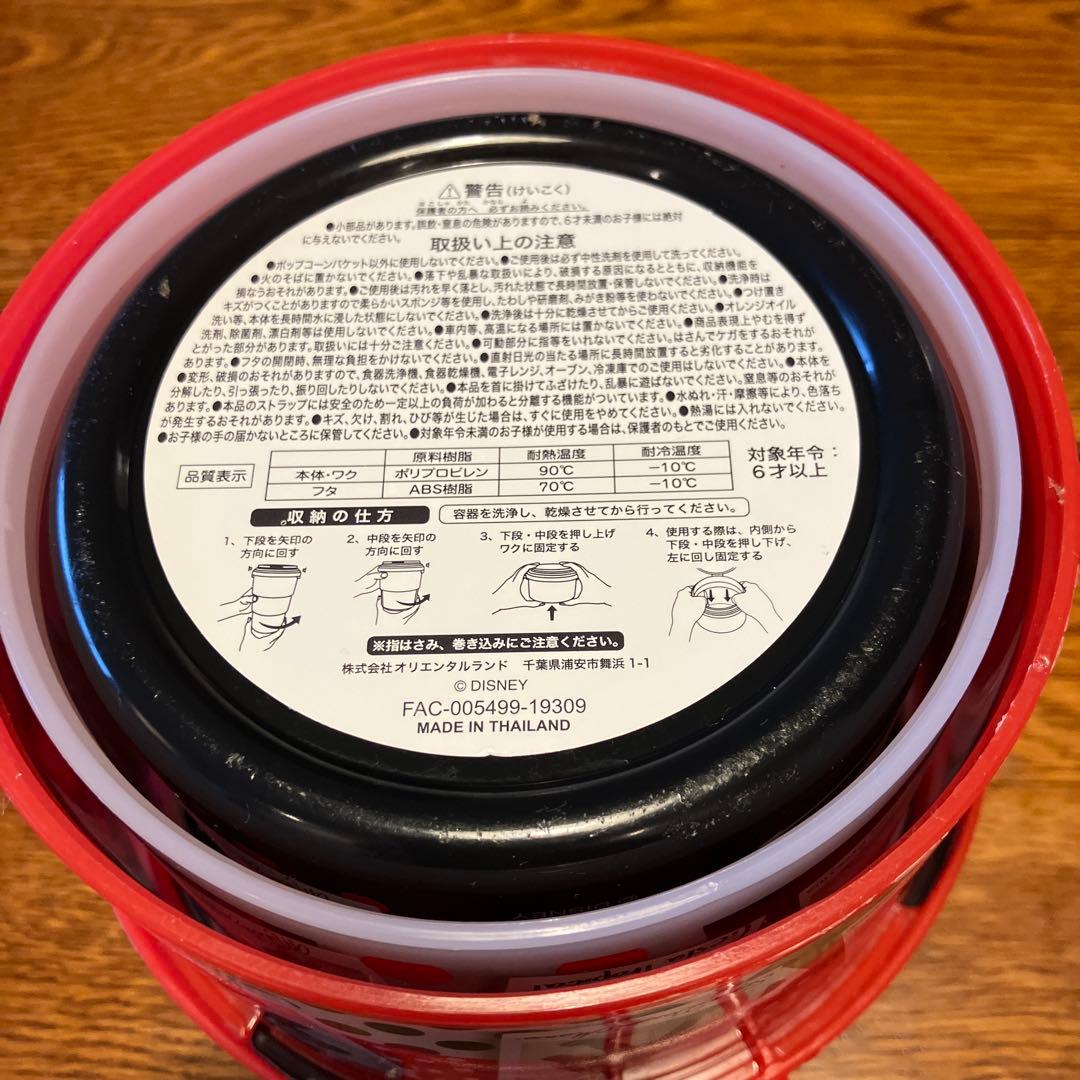 ⚠警告(けいこく)
保護者の方へ 必ずお読みください。
●小部品があります。誤飲・窒息の危険がありますので、6才未満のお子様には絶対
に与えないでください。
取扱い上の注意
●ポップコーンバケット以外に使用しないでください。●ご使用後は必ず中性洗剤を使用して洗ってください。
●火のそばに置かないでください。●落下や乱暴な取扱いにより、破損する原因になるとともに、収納機能を
損なうおそれがあります。●ご使用後は汚れを早く落とし、汚れた状態で長時間放置・保管しないでください。●洗浄時は
キズがつくことがありますので柔らかいスポンジ等を使用し、たわしや研磨剤、みがき粉等を使わないでください。●つけ置き
洗い等、本体を長時間水に浸した状態にしないでください。●洗浄後は十分に乾燥させてからご使用ください。●オレンジオイル
洗剤、除菌剤、漂白剤等は使用しないでください。●車内等、高温になる場所には置かないでください。●商品表現上やむを得ず
とがった部分があります。取扱いには十分ご注意ください。●可動部分に指等をいれないでください。はさんでケガをするおそれが
あります。●フタの開閉時、無理な負担をかけないでください。●直射日光の当たる場所に長時間放置すると劣化することがあります。
●変形、破損のおそれがありますので、食器洗浄機、食器乾燥機、電子レンジ、オーブン、冷凍庫でのご使用はしないでください。●本体を
分解したり、引っ張ったり、振り回したりしないでください。●本品を首に掛けてふざけたり、乱暴に遊ばないでください。窒息等のおそれが
あります。●本品のストラップには安全のため一定以上の負荷が加わると分離する機能がついています。●水ぬれ・汗・摩擦等により、色落ち
が発生するおそれがあります。●キズ、欠け、割れ、ひび等が生じた場合は、すぐに使用をやめてください。●熱湯には入れないでください。
●お子様の手の届かないところに保管してください。●対象年令未満のお子様が使用する場合は、保護者のもとでご使用ください。
品質表示
原料樹脂 耐熱温度 耐冷温度
本体・ワク ポリプロピレン 90℃ −10℃
フタ ABS樹脂 70℃ −10℃
対象年令:
6才以上
収納の仕方
容器を洗浄し、乾燥させてから行ってください。
1、下段を矢印の
方向に回す
2、中段を矢印の
方向に回す
3、下段・中段を押し上げ
ワクに固定する
4、使用する際は、内側から
下段・中段を押し下げ、
左に回し固定する
※指はさみ、巻き込みにご注意ください。
株式会社オリエンタルランド 千葉県浦安市舞浜1-1
© DISNEY
FAC-005499-19309
MADE IN THAILAND
© DISNEY